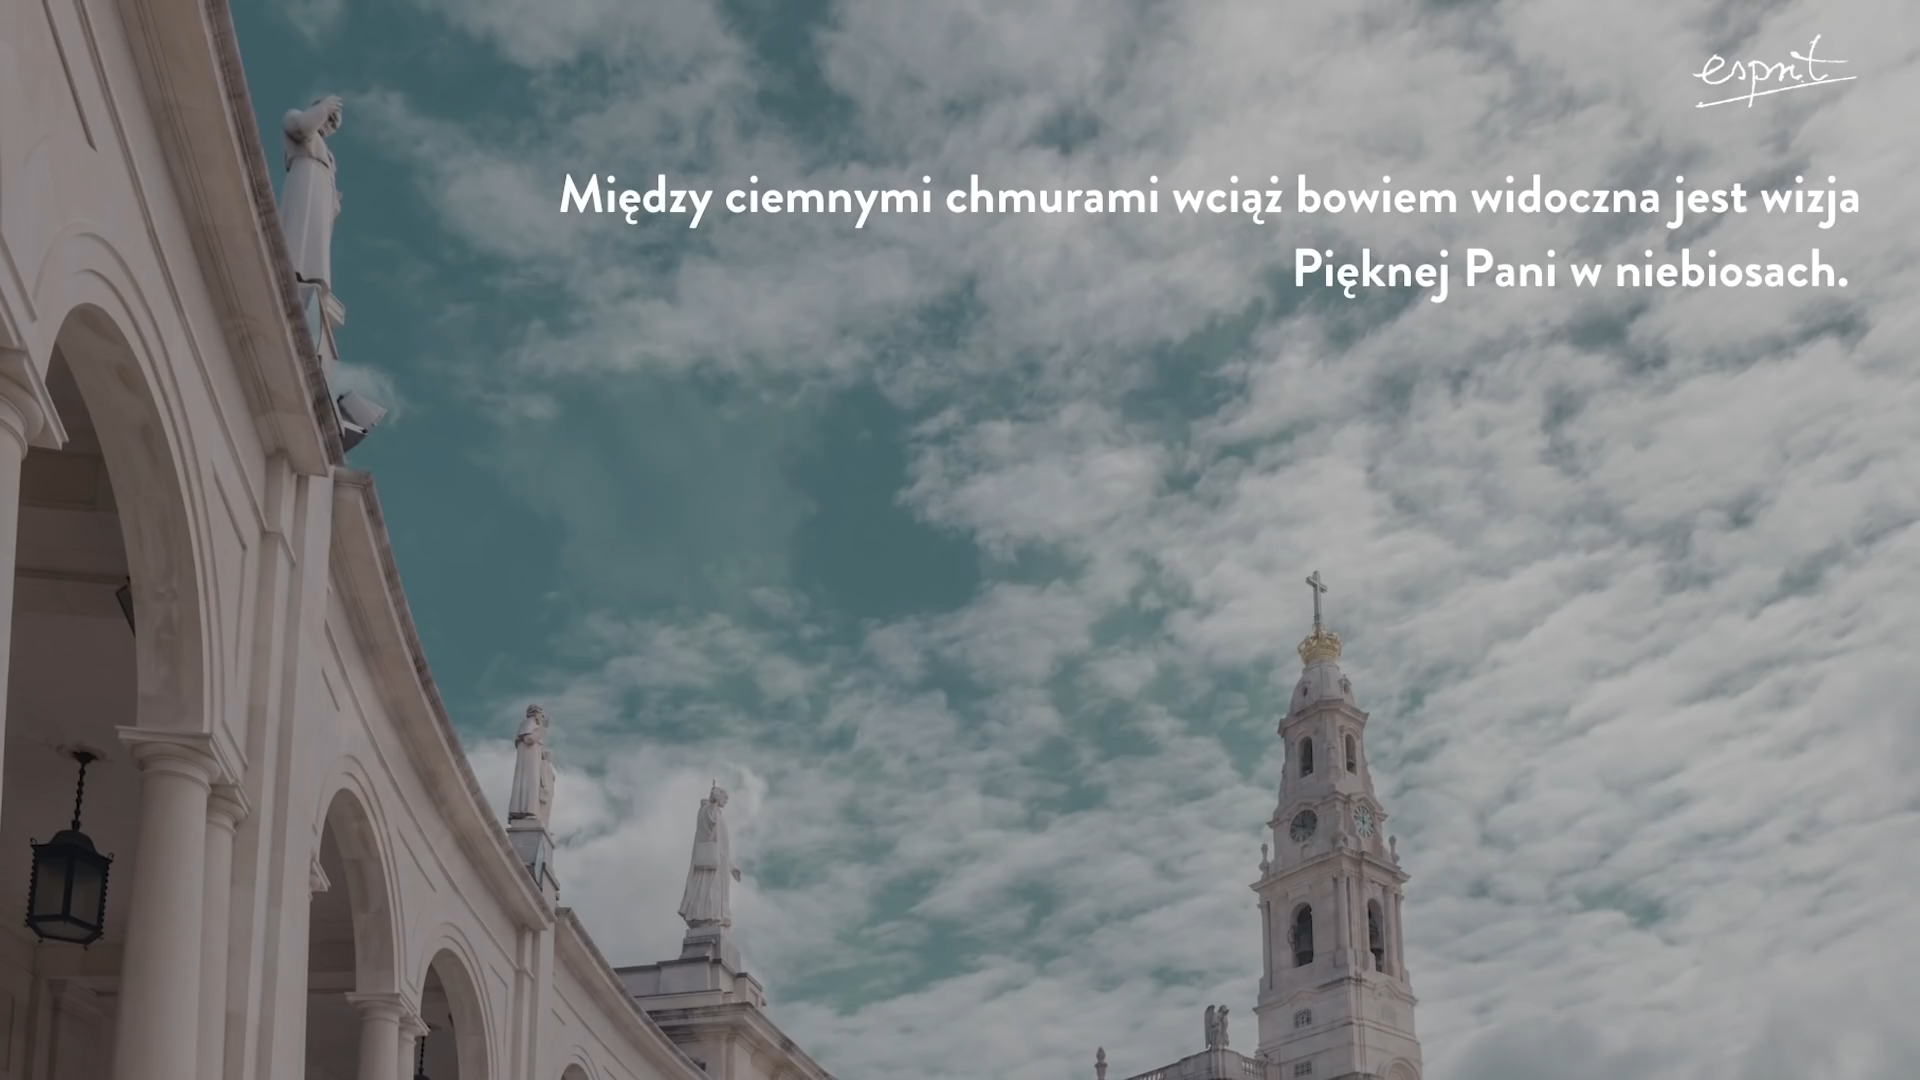 esprit
Między ciemnymi chmurami wciąż bowiem widoczna jest wizja
Pięknej Pani w niebiosach.